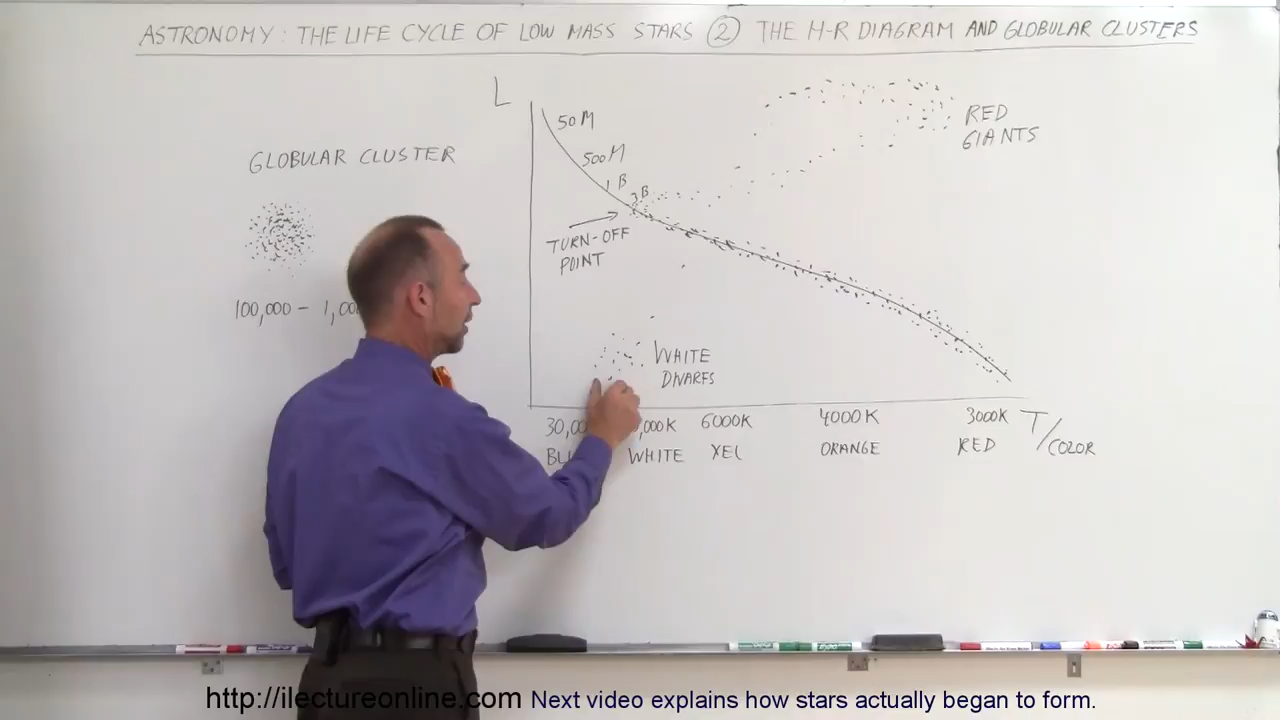 ASTRONOMY: THE LIFE CYCLE OF LOW MASS STARS ② THE H-R DIAGRAM AND GLOBULAR CLUSTERS
L
50M
500M
1B
3B
RED
GIANTS
GLOBULAR CLUSTER
TURN-OFF
POINT
100,000 –
WHITE
DWARFS
6000K
4000K
3000K
T/COLOR
WHITE
YEL
ORANGE
RED
http://ilectureonline.com Next video explains how stars actually began to form.